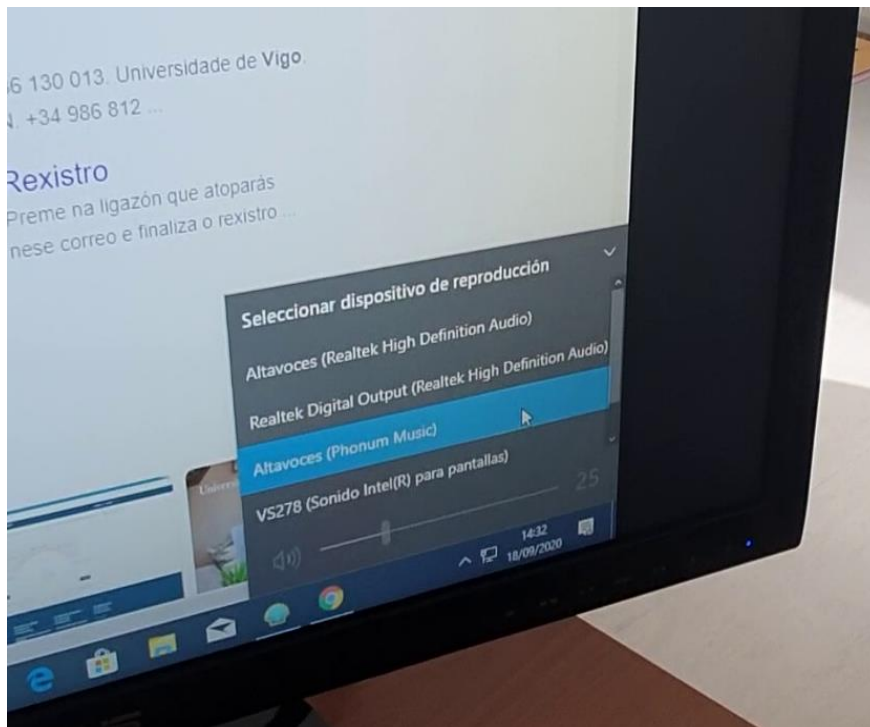 6 130 013. Universidade de Vigo.
. +34 986 812 ...
Rexistro
Preme na ligazón que atoparás
nese correo e finaliza o rexistro ...
Seleccionar dispositivo de reproducción
Altavoces (Realtek High Definition Audio)
Realtek Digital Output (Realtek High Definition Audio)
Altavoces (Phonum Music)
VS278 (Sonido Intel(R) para pantallas)
25
14:32
18/09/2020